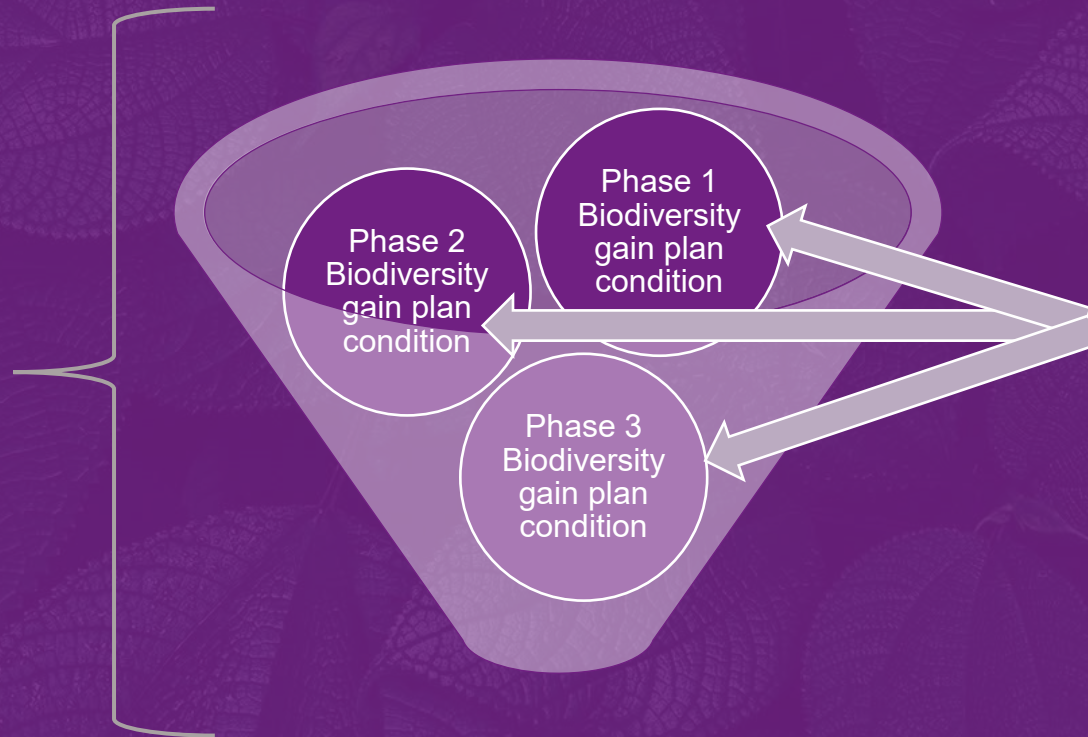 Phase 1
Biodiversity
gain plan
condition
Phase 2
Biodiversity
gain plan
condition
Phase 3
Biodiversity
gain plan
condition